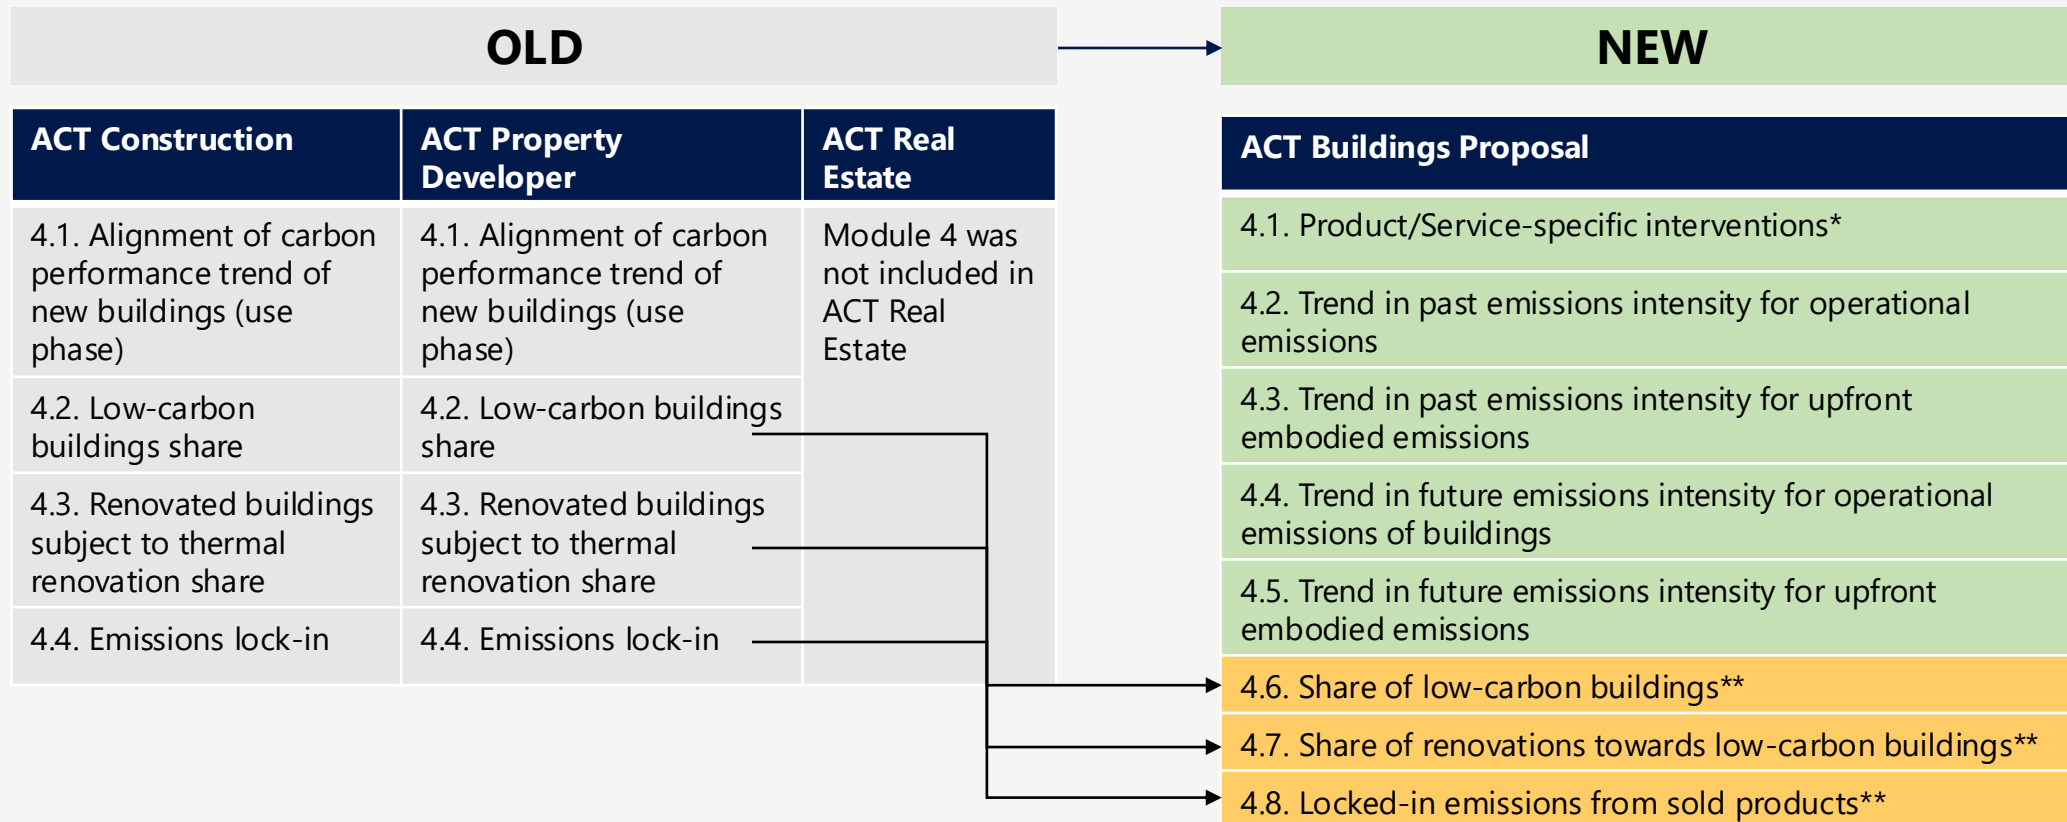 OLD
NEW
ACT Construction
ACT Property
Developer
ACT Real
Estate
4.1. Alignment of carbon
performance trend of
new buildings (use
phase)
4.1. Alignment of carbon
performance trend of
new buildings (use
phase)
Module 4 was
not included in
ACT Real
Estate
4.2. Low-carbon
buildings share
4.2. Low-carbon buildings
share
4.3. Renovated buildings
subject to thermal
renovation share
4.3. Renovated buildings
subject to thermal
renovation share
4.4. Emissions lock-in
4.4. Emissions lock-in
ACT Buildings Proposal
4.1. Product/Service-specific interventions*
4.2. Trend in past emissions intensity for operational
emissions
4.3. Trend in past emissions intensity for upfront
embodied emissions
4.4. Trend in future emissions intensity for operational
emissions of buildings
4.5. Trend in future emissions intensity for upfront
embodied emissions
4.6. Share of low-carbon buildings**
4.7. Share of renovations towards low-carbon buildings**
4.8. Locked-in emissions from sold products**